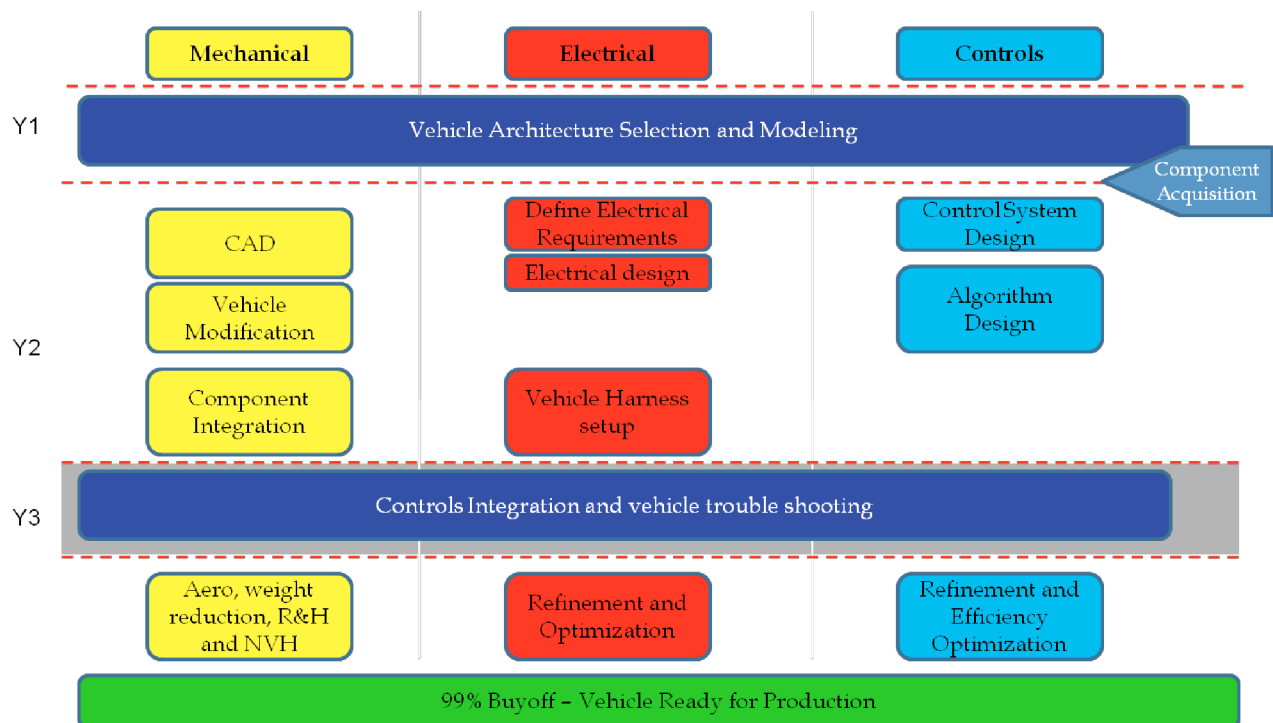 Mechanical
Electrical
Controls
Y1
Vehicle Architecture Selection and Modeling
Component
Acquisition
Y2
CAD
Vehicle
Modification
Component
Integration
Define Electrical
Requirements
Electrical design
Vehicle Harness
setup
Control System
Design
Algorithm
Design
Y3
Controls Integration and vehicle trouble shooting
Aero, weight
reduction, R&H
and NVH
Refinement and
Optimization
Refinement and
Efficiency
Optimization
99% Buyoff – Vehicle Ready for Production